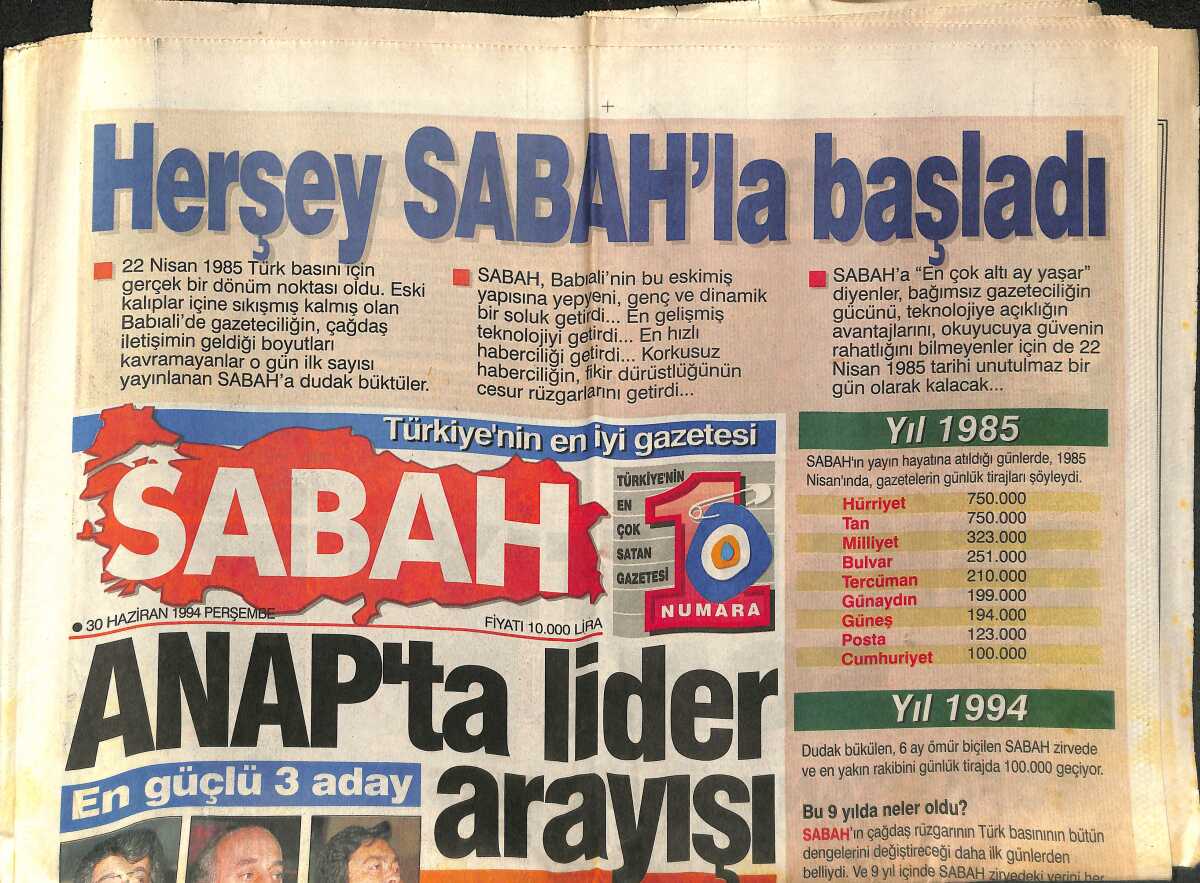 Herşey SABAH'la başladı
22 Nisan 1985 Türk basını için
gerçek bir dönüm noktası oldu. Eski
kalıplar içine sıkışmış kalmış olan
Babıali'de gazeteciliğin, çağdaş
iletişimin geldiği boyutları
kavramayanlar o gün ilk sayısı
yayınlanan SABAH'a dudak büktüler.
SABAH, Babıali'nin bu eskimiş
yapısına yepyeni, genç ve dinamik
bir soluk getirdi... En gelişmiş
teknolojiyi getirdi... En hızlı
haberciliği getirdi... Korkusuz
haberciliğin, fikir dürüstlüğünün
cesur rüzgarlarını getirdi...
SABAH'a "En çok altı ay yaşar"
diyenler, bağımsız gazeteciliğin
gücünü, teknolojiye açıklığın
avantajlarını, okuyucuya güvenin
rahatlığını bilmeyenler için de 22
Nisan 1985 tarihi unutulmaz bir
gün olarak kalacak...
Türkiye'nin en iyi gazetesi
SABAH
TÜRKİYE'NİN
EN
ÇOK
SATAN
GAZETESİ
1
NUMARA
● 30 HAZİRAN 1994 PERŞEMBE
FİYATI 10.000 LİRA
ANAP'ta lider
arayışı
En güçlü 3 aday
Yıl 1985
SABAH'ın yayın hayatına atıldığı günlerde, 1985
Nisan'ında, gazetelerin günlük tirajları şöyleydi.
Hürriyet 750.000
Tan 750.000
Milliyet 323.000
Bulvar 251.000
Tercüman 210.000
Günaydın 199.000
Güneş 194.000
Posta 123.000
Cumhuriyet 100.000
Yıl 1994
Dudak bükülen, 6 ay ömür biçilen SABAH zirvede
ve en yakın rakibini günlük tirajda 100.000 geçiyor.
Bu 9 yılda neler oldu?
SABAH'ın çağdaş rüzgarının Türk basınının bütün
dengelerini değiştireceği daha ilk günlerden
belliydi. Ve 9 yıl içinde SABAH zirvedeki yerini her